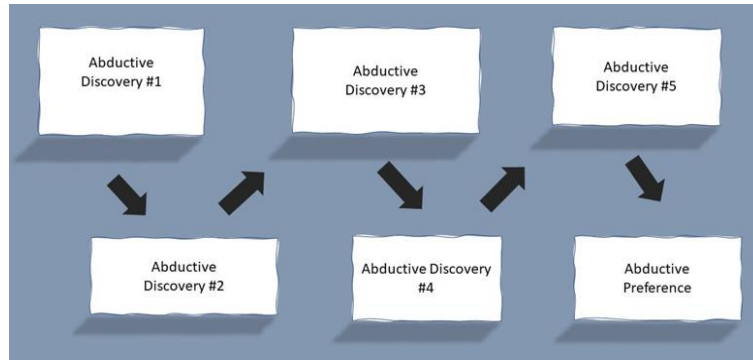 Abductive
Discovery #1
Abductive
Discovery #2
Abductive
Discovery #3
Abductive Discovery
#4
Abductive
Discovery #5
Abductive
Preference